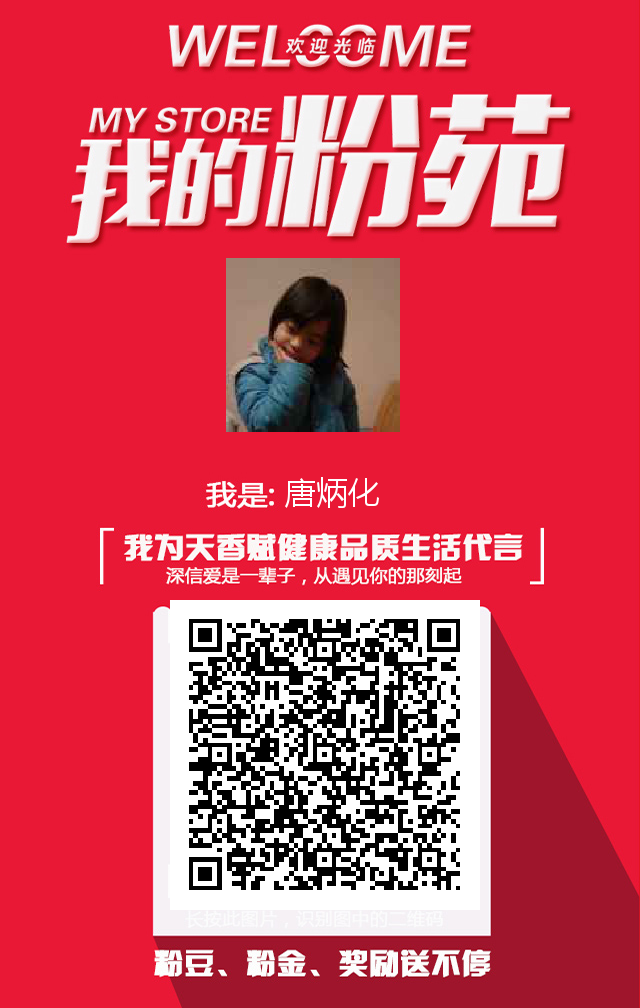 WELCOME
欢迎光临
MY STORE
我的粉苑
我是: 唐炳化
我为天香赋健康品质生活代言
深信爱是一辈子，从遇见你的那刻起
长按此图片，识别图中的二维码
粉豆、粉金、奖励送不停